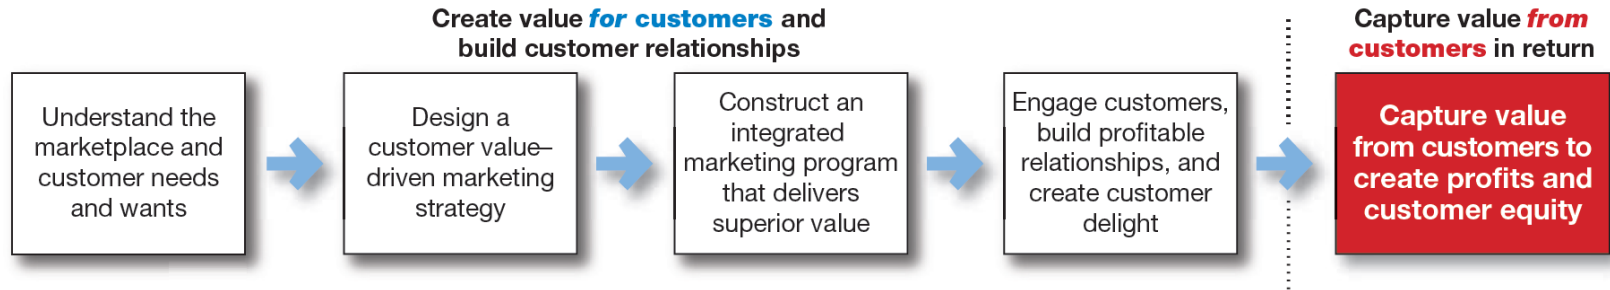 Create value for customers and
build customer relationships
Capture value from
customers in return
Understand the
marketplace and
customer needs
and wants
Design a
customer value–
driven marketing
strategy
Construct an
integrated
marketing program
that delivers
superior value
Engage customers,
build profitable
relationships, and
create customer
delight
Capture value
from customers to
create profits and
customer equity